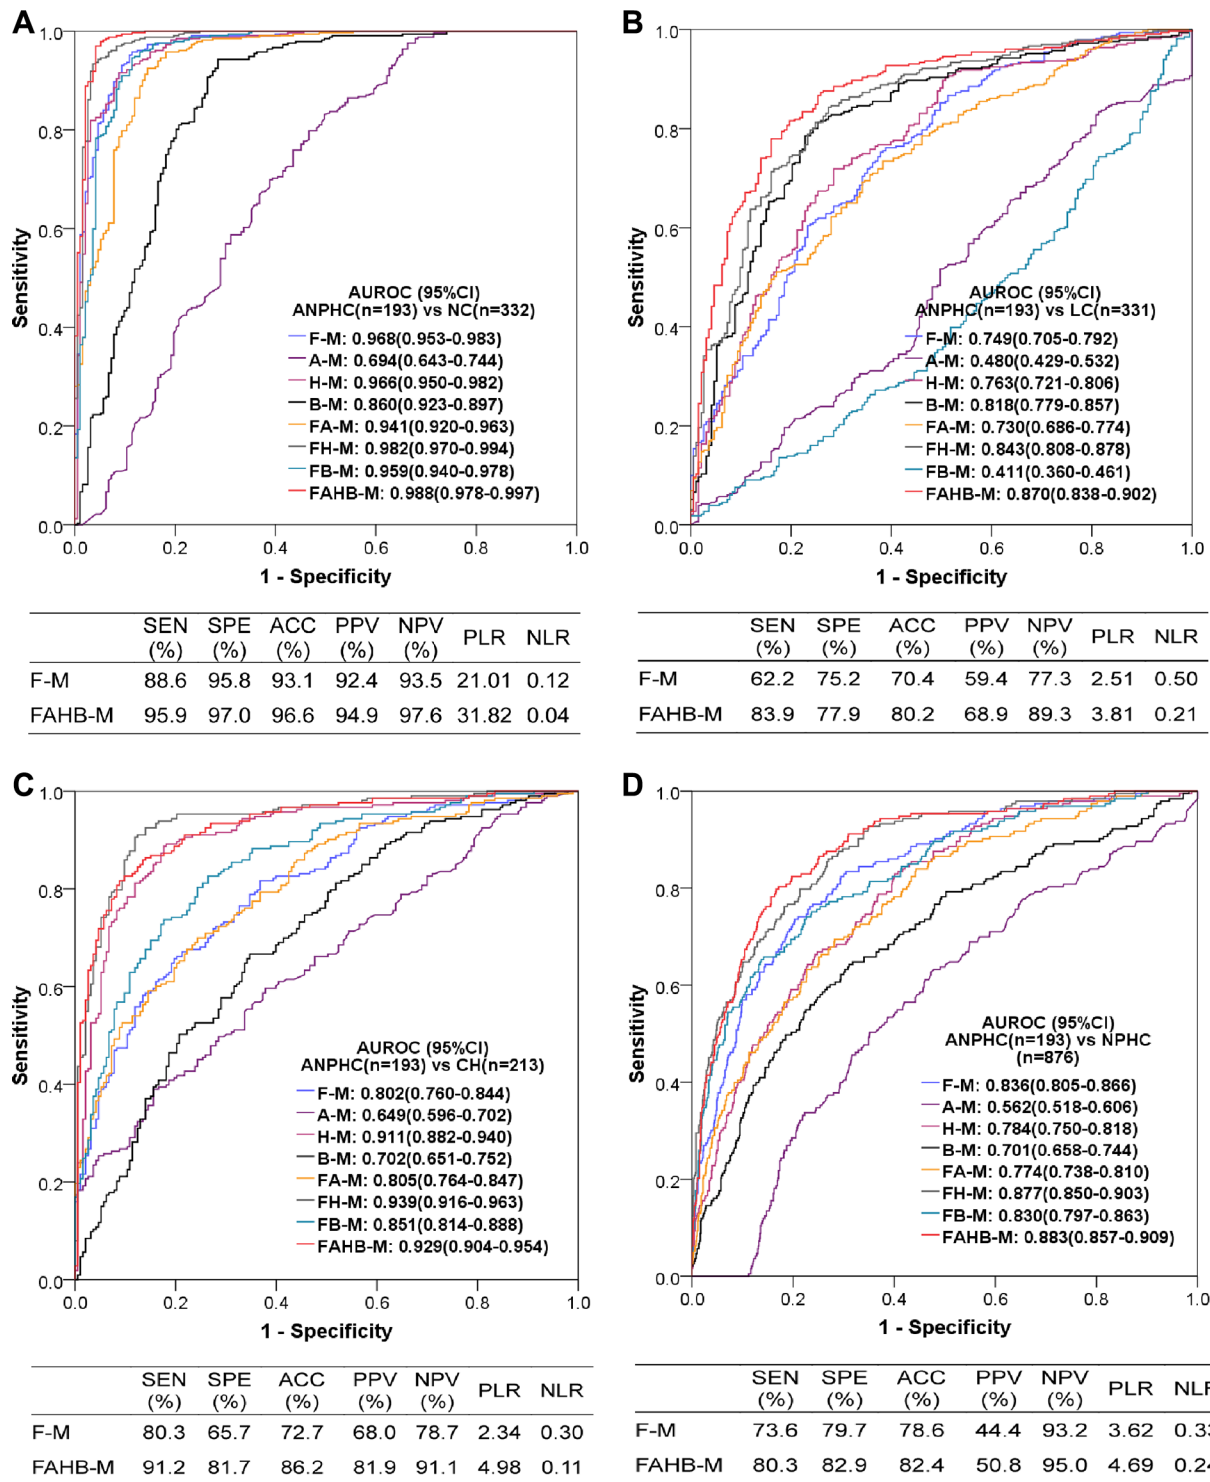 A
1.0
0.8
0.6
0.4
0.2
0.0
Sensitivity
AUROC (95%CI)
ANPHC(n=193) vs NC(n=332)
F-M: 0.968(0.953-0.983)
A-M: 0.694(0.643-0.744)
H-M: 0.966(0.950-0.982)
B-M: 0.860(0.923-0.897)
FA-M: 0.941(0.920-0.963)
FH-M: 0.982(0.970-0.994)
FB-M: 0.959(0.940-0.978)
FAHB-M: 0.988(0.978-0.997)
0.0 0.2 0.4 0.6 0.8 1.0
1 - Specificity
SEN (%) SPE (%) ACC (%) PPV (%) NPV (%) PLR NLR
F-M 88.6 95.8 93.1 92.4 93.5 21.01 0.12
FAHB-M 95.9 97.0 96.6 94.9 97.6 31.82 0.04
B
1.0
0.8
0.6
0.4
0.2
0.0
Sensitivity
AUROC (95%CI)
ANPHC(n=193) vs LC(n=331)
F-M: 0.749(0.705-0.792)
A-M: 0.480(0.429-0.532)
H-M: 0.763(0.721-0.806)
B-M: 0.818(0.779-0.857)
FA-M: 0.730(0.686-0.774)
FH-M: 0.843(0.808-0.878)
FB-M: 0.411(0.360-0.461)
FAHB-M: 0.870(0.838-0.902)
0.0 0.2 0.4 0.6 0.8 1.0
1 - Specificity
SEN (%) SPE (%) ACC (%) PPV (%) NPV (%) PLR NLR
F-M 62.2 75.2 70.4 59.4 77.3 2.51 0.50
FAHB-M 83.9 77.9 80.2 68.9 89.3 3.81 0.21
C
1.0
0.8
0.6
0.4
0.2
0.0
Sensitivity
AUROC (95%CI)
ANPHC(n=193) vs CH(n=213)
F-M: 0.802(0.760-0.844)
A-M: 0.649(0.596-0.702)
H-M: 0.911(0.882-0.940)
B-M: 0.702(0.651-0.752)
FA-M: 0.805(0.764-0.847)
FH-M: 0.939(0.916-0.963)
FB-M: 0.851(0.814-0.888)
FAHB-M: 0.929(0.904-0.954)
0.0 0.2 0.4 0.6 0.8 1.0
1 - Specificity
SEN (%) SPE (%) ACC (%) PPV (%) NPV (%) PLR NLR
F-M 80.3 65.7 72.7 68.0 78.7 2.34 0.30
FAHB-M 91.2 81.7 86.2 81.9 91.1 4.98 0.11
D
1.0
0.8
0.6
0.4
0.2
0.0
Sensitivity
AUROC (95%CI)
ANPHC(n=193) vs NPHC
(n=876)
F-M: 0.836(0.805-0.866)
A-M: 0.562(0.518-0.606)
H-M: 0.784(0.750-0.818)
B-M: 0.701(0.658-0.744)
FA-M: 0.774(0.738-0.810)
FH-M: 0.877(0.850-0.903)
FB-M: 0.830(0.797-0.863)
FAHB-M: 0.883(0.857-0.909)
0.0 0.2 0.4 0.6 0.8 1.0
1 - Specificity
SEN (%) SPE (%) ACC (%) PPV (%) NPV (%) PLR NLR
F-M 73.6 79.7 78.6 44.4 93.2 3.62 0.33
FAHB-M 80.3 82.9 82.4 50.8 95.0 4.69 0.24